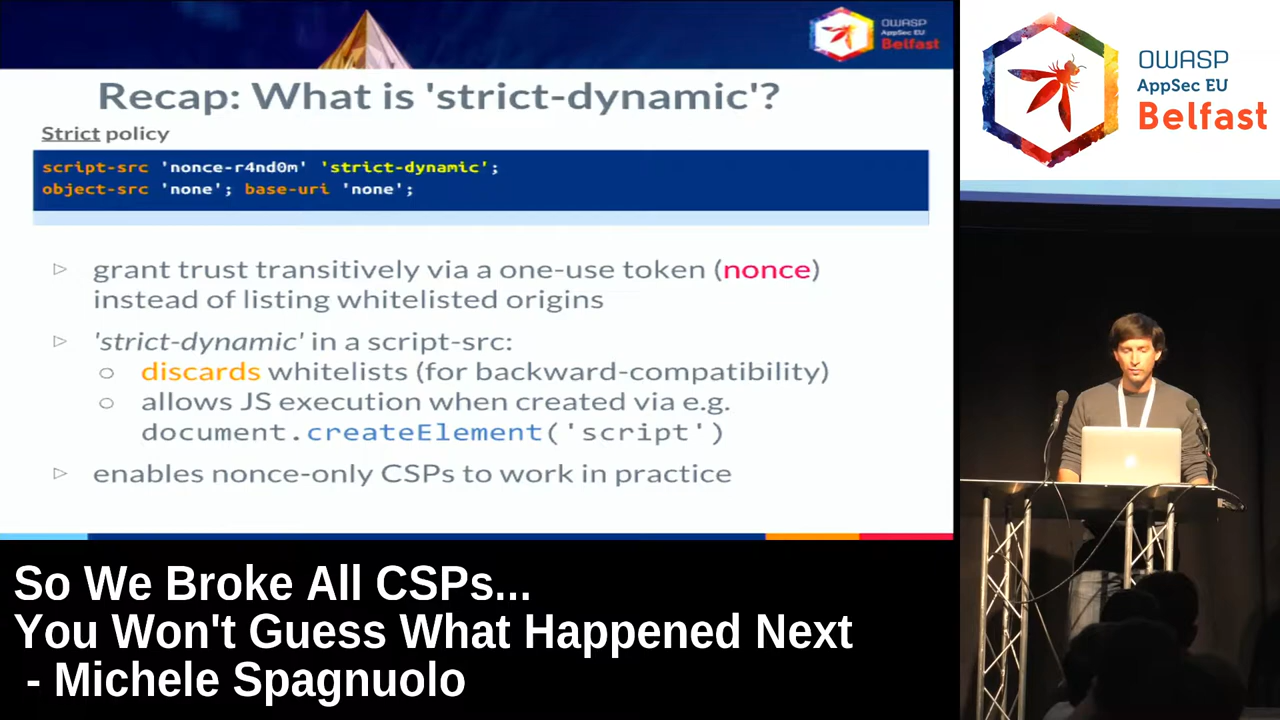 OWASP
AppSec EU
Belfast
Recap: What is 'strict-dynamic'?
Strict policy
script-src 'nonce-r4nd0m' 'strict-dynamic';
object-src 'none'; base-uri 'none';
▷ grant trust transitively via a one-use token (nonce)
instead of listing whitelisted origins
▷ 'strict-dynamic' in a script-src:
○ discards whitelists (for backward-compatibility)
○ allows JS execution when created via e.g.
document.createElement('script')
▷ enables nonce-only CSPs to work in practice
So We Broke All CSPs...
You Won't Guess What Happened Next
- Michele Spagnuolo
OWASP
AppSec EU
Belfast